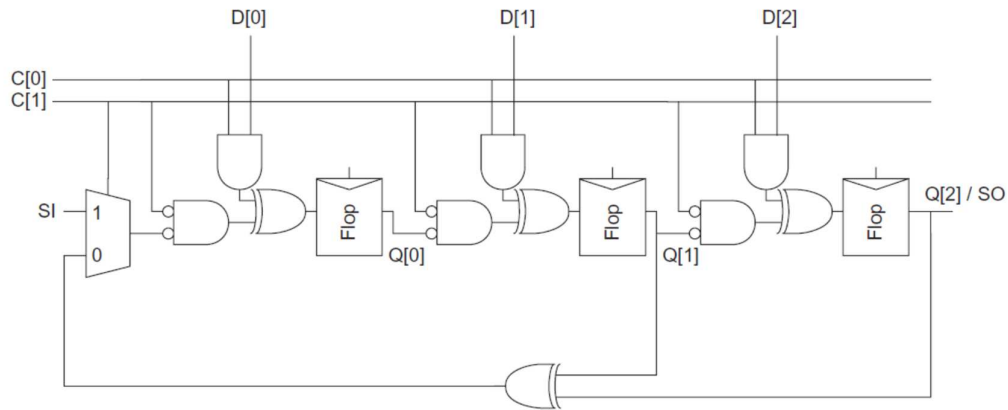 D[0] D[1] D[2]
C[0]
C[1]
SI 1 Flop Flop Flop Q[2] / SO
0 Q[0] Q[1]